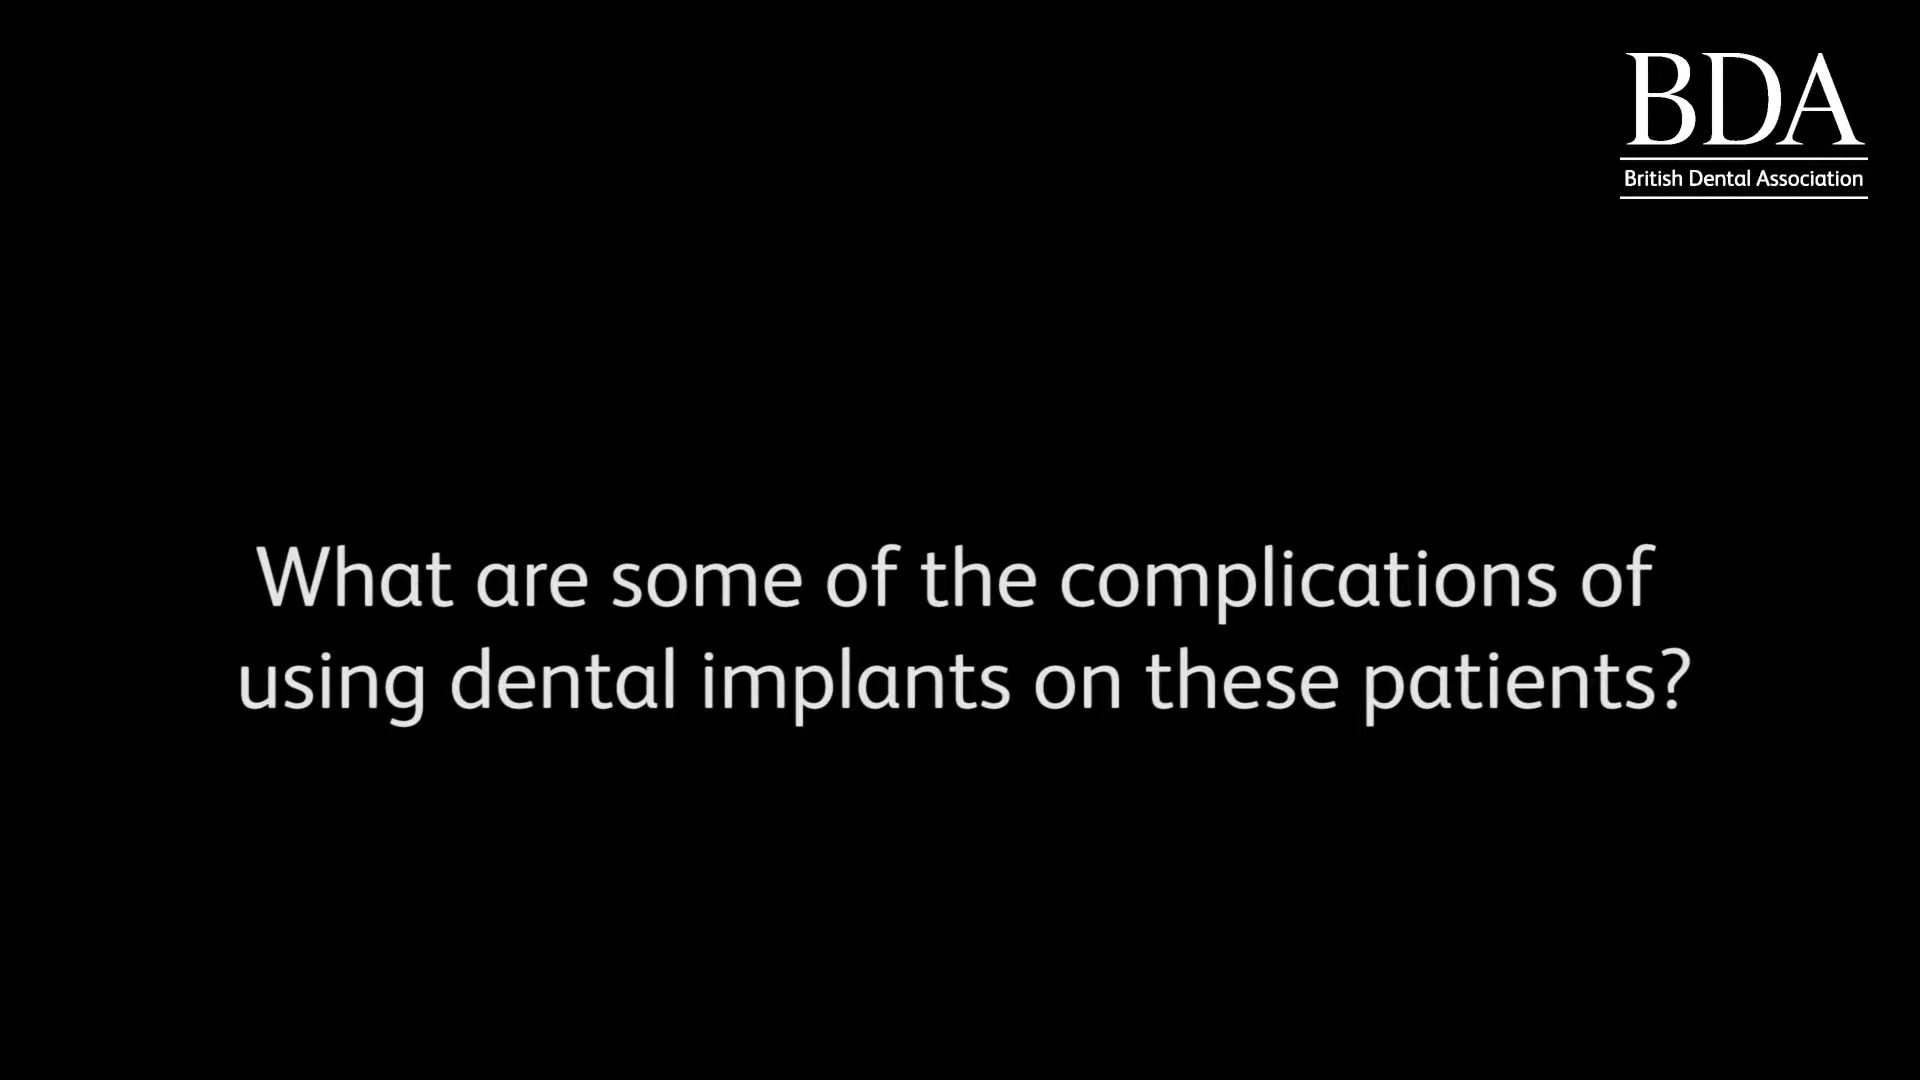 BDA
British Dental Association
What are some of the complications of
using dental implants on these patients?